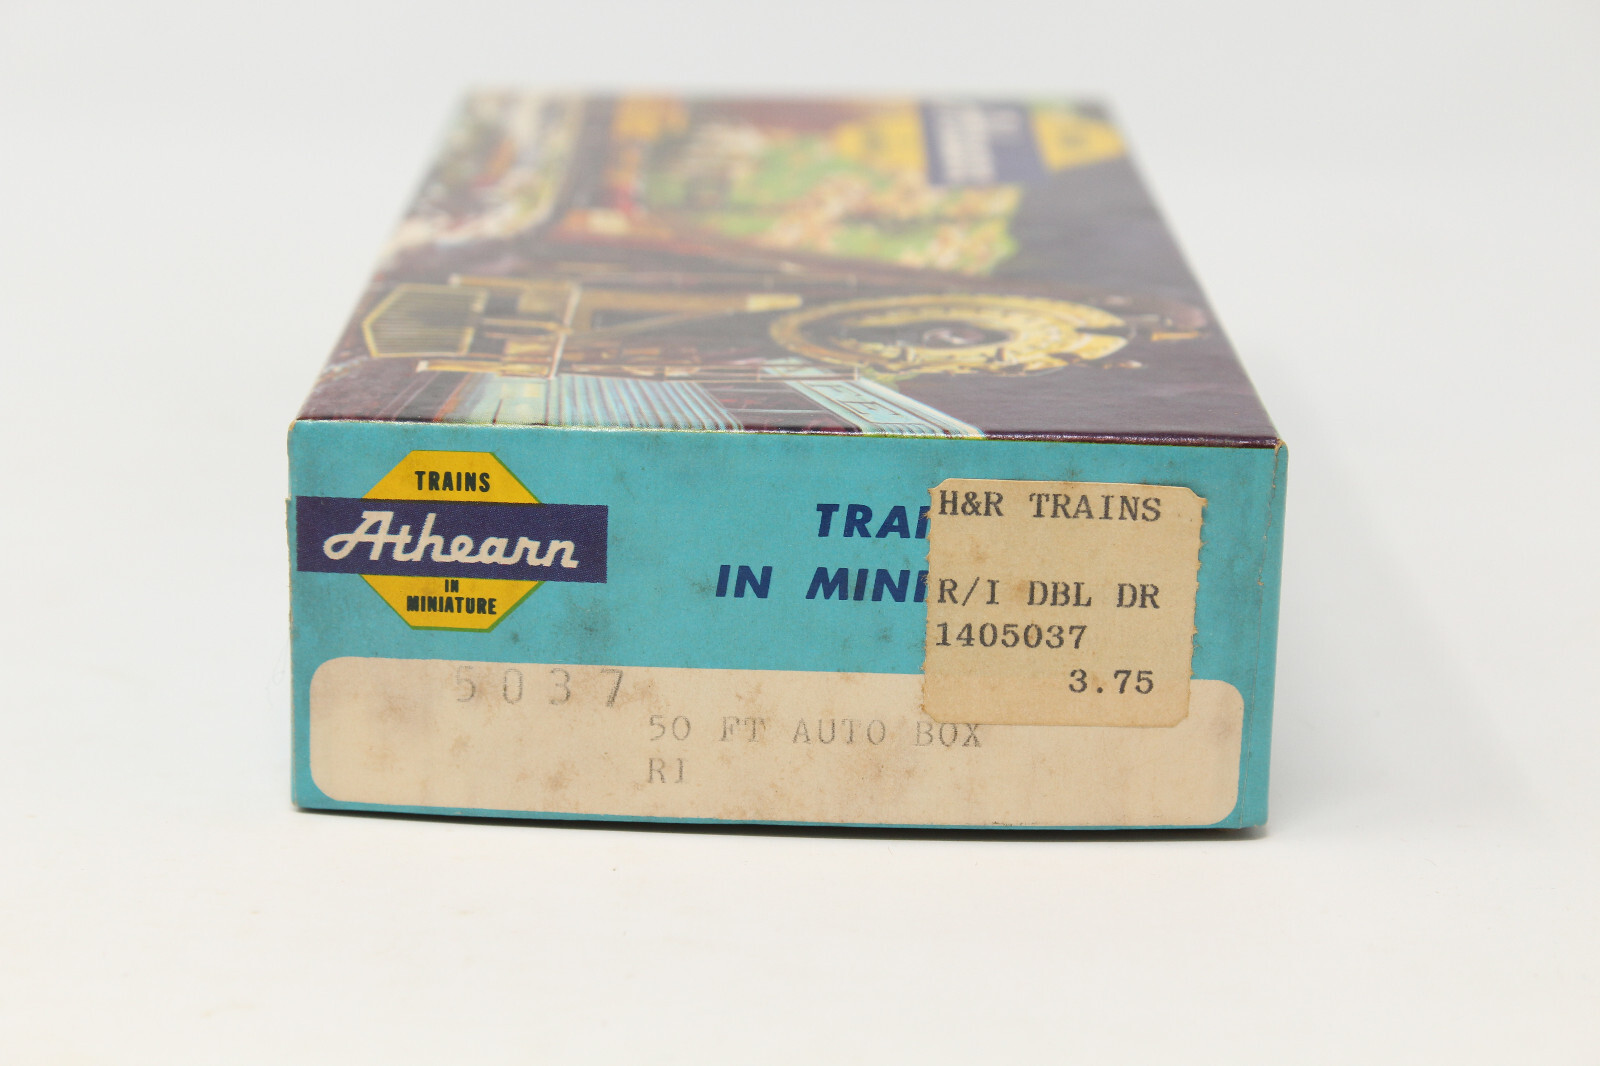 TRAINS
Athearn
IN
MINIATURE
TRAI
IN MINI
H&R TRAINS
R/I DBL DR
1405037
3.75
5037
50 FT AUTO BOX
RI